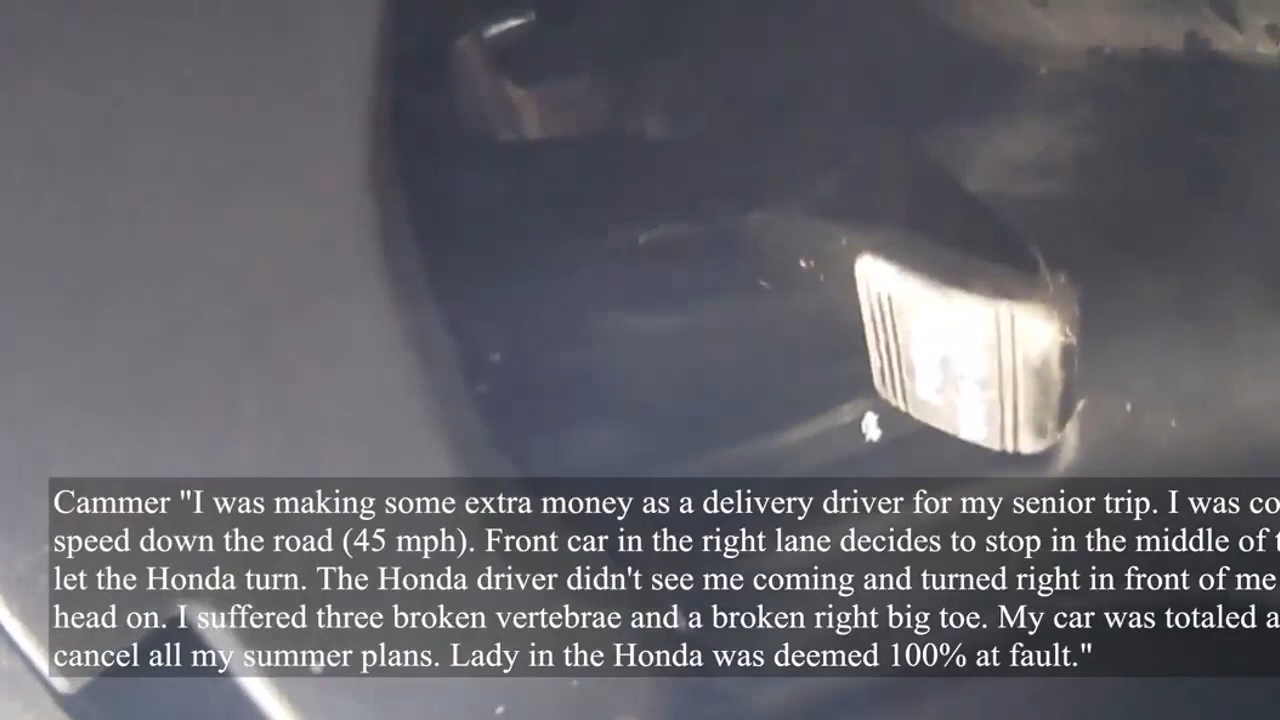 Cammer "I was making some extra money as a delivery driver for my senior trip. I was
speed down the road (45 mph). Front car in the right lane decides to stop in the middle of
let the Honda turn. The Honda driver didn't see me coming and turned right in front of me
head on. I suffered three broken vertebrae and a broken right big toe. My car was totaled
cancel all my summer plans. Lady in the Honda was deemed 100% at fault."